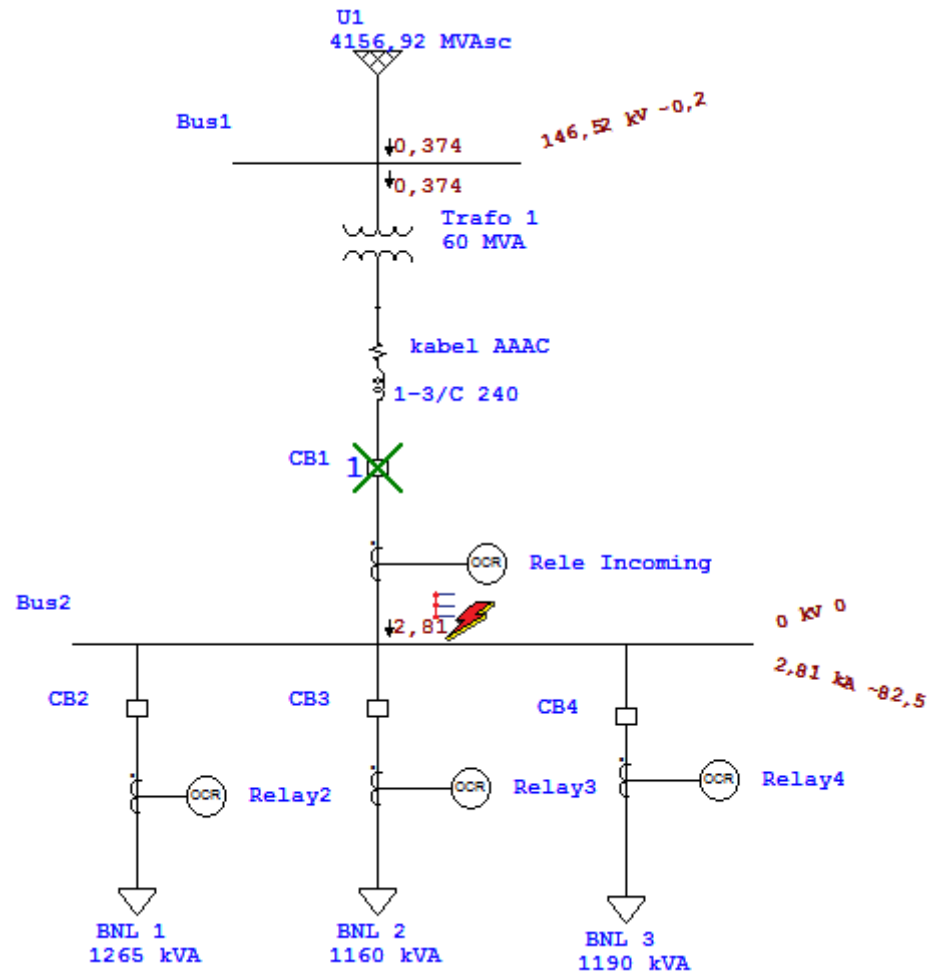 U1
4156,92 MVAsc
Bus1
146,52 kV -0,2
0,374
0,374
Trafo 1
60 MVA
kabel AAAC
1-3/C 240
CB1
1
OCR
Rele Incoming
Bus2
2,81
0 kV 0
2,81 kA -82,5
CB2
CB3
CB4
OCR
Relay2
OCR
Relay3
OCR
Relay4
BNL 1
1265 kVA
BNL 2
1160 kVA
BNL 3
1190 kVA